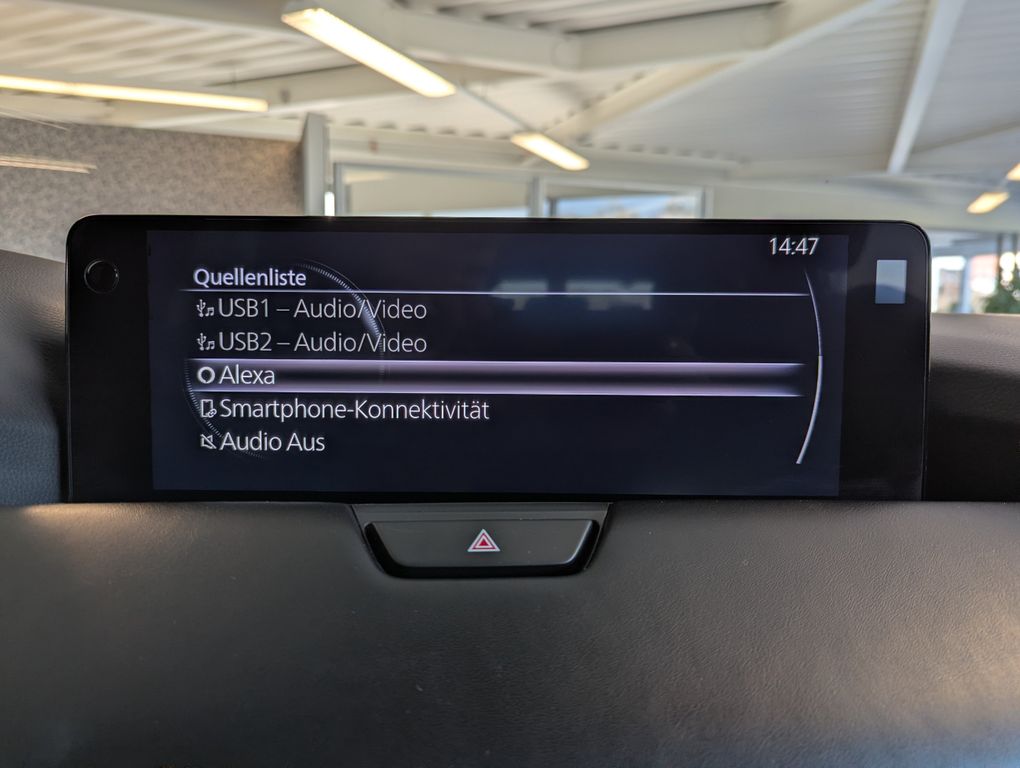 14:47
Quellenliste
USB1 – Audio/Video
USB2 – Audio/Video
Alexa
Smartphone-Konnektivität
Audio Aus